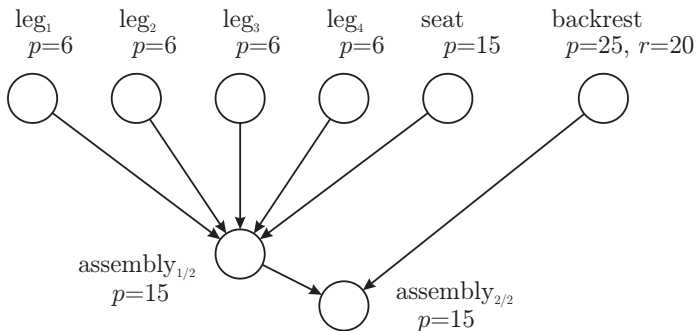 leg₁
p=6
leg₂
p=6
leg₃
p=6
leg₄
p=6
seat
p=15
backrest
p=25, r=20
assembly₁/₂
p=15
assembly₂/₂
p=15